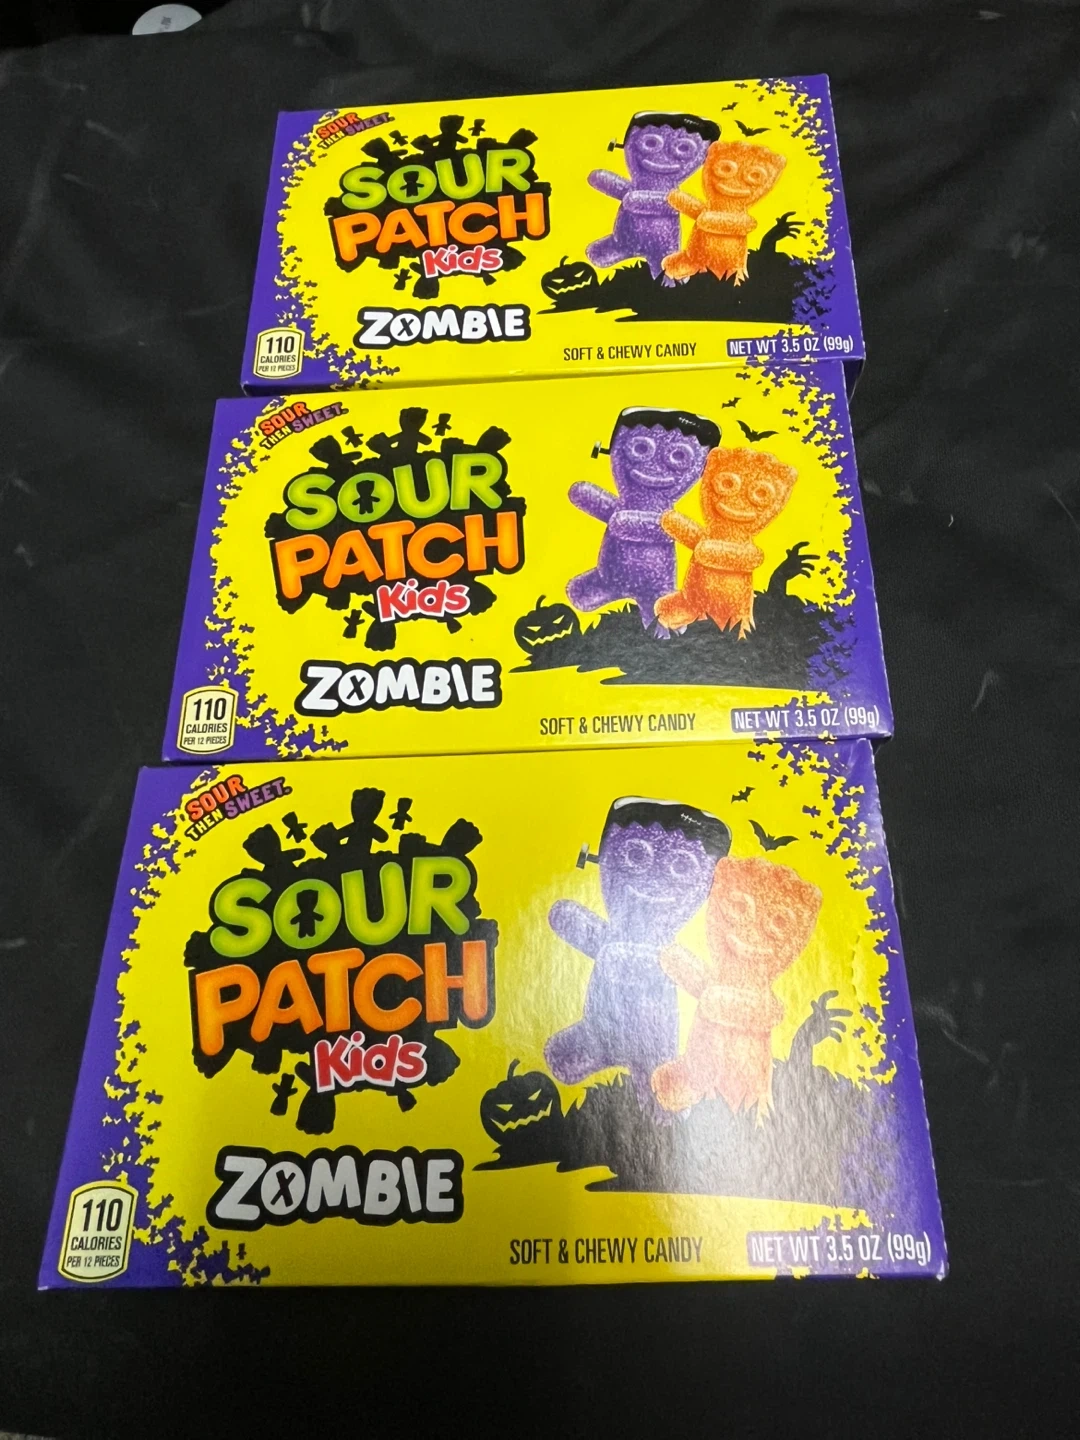 SOUR
THEN SWEET
SOUR
PATCH
Kids
ZOMBIE
110
CALORIES
PER 12 PIECES
SOFT & CHEWY CANDY
NET WT 3.5 OZ (99g)
SOUR
THEN SWEET.
SOUR
PATCH
Kids
ZOMBIE
110
CALORIES
PER 12 PIECES
SOFT & CHEWY CANDY
NET WT 3.5 OZ (99g)
SOUR
THEN SWEET.
SOUR
PATCH
Kids
ZOMBIE
110
CALORIES
PER 12 PIECES
SOFT & CHEWY CANDY
NET WT 3.5 OZ (99g)